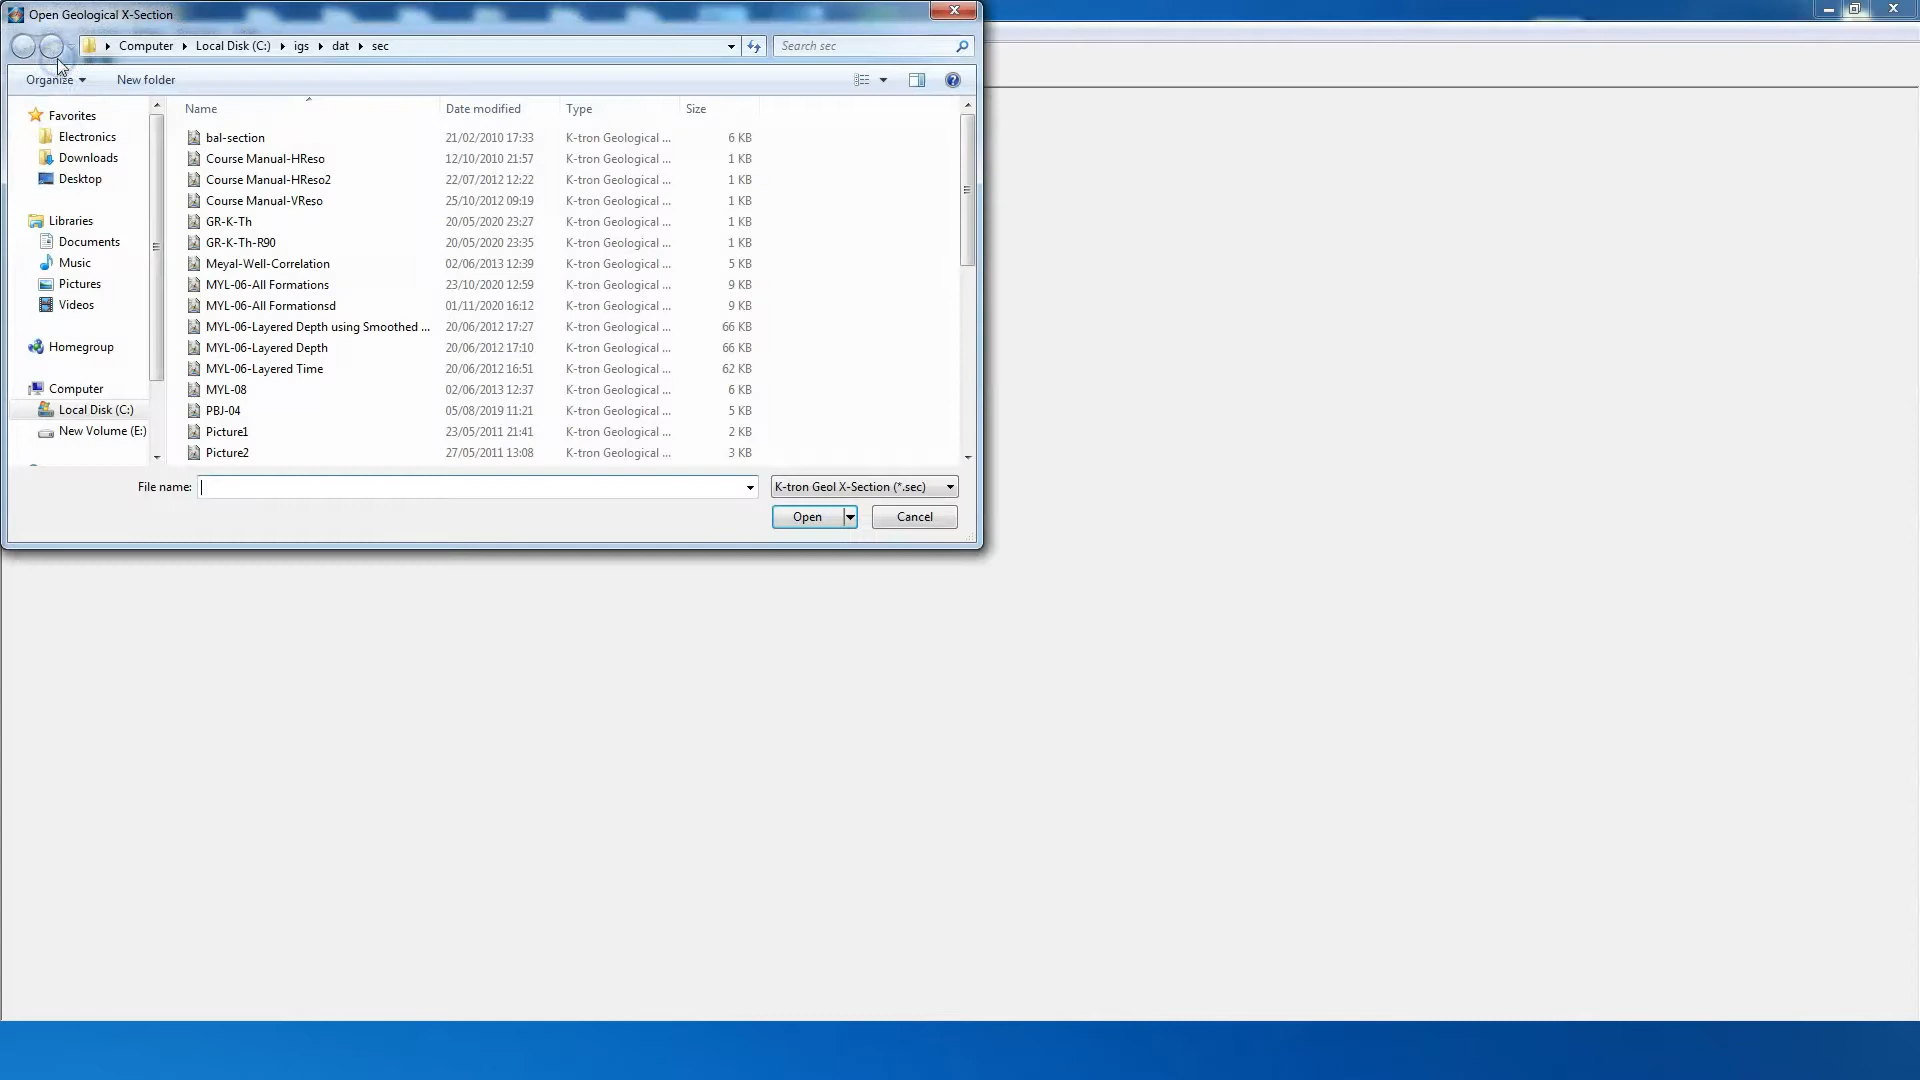 Open Geological X-Section
Computer Local Disk (C:) igs dat sec
Search sec
Organize New folder
Name Date modified Type Size
Favorites
Electronics
Downloads
Desktop
Libraries
Documents
Music
Pictures
Videos
Homegroup
Computer
Local Disk (C:)
New Volume (E:)
bal-section 21/02/2010 17:33 K-tron Geological ... 6 KB
Course Manual-HReso 12/10/2010 21:57 K-tron Geological ... 1 KB
Course Manual-HReso2 22/07/2012 12:22 K-tron Geological ... 1 KB
Course Manual-VReso 25/10/2012 09:19 K-tron Geological ... 1 KB
GR-K-Th 20/05/2020 23:27 K-tron Geological ... 1 KB
GR-K-Th-R90 20/05/2020 23:35 K-tron Geological ... 1 KB
Meyal-Well-Correlation 02/06/2013 12:39 K-tron Geological ... 5 KB
MYL-06-All Formations 23/10/2020 12:59 K-tron Geological ... 9 KB
MYL-06-All Formationsd 01/11/2020 16:12 K-tron Geological ... 9 KB
MYL-06-Layered Depth using Smoothed ... 20/06/2012 17:27 K-tron Geological ... 66 KB
MYL-06-Layered Depth 20/06/2012 17:10 K-tron Geological ... 66 KB
MYL-06-Layered Time 20/06/2012 16:51 K-tron Geological ... 62 KB
MYL-08 02/06/2013 12:37 K-tron Geological ... 6 KB
PBJ-04 05/08/2019 11:21 K-tron Geological ... 5 KB
Picture1 23/05/2011 21:41 K-tron Geological ... 2 KB
Picture2 27/05/2011 13:08 K-tron Geological ... 3 KB
File name: K-tron Geol X-Section (*.sec)
Open Cancel